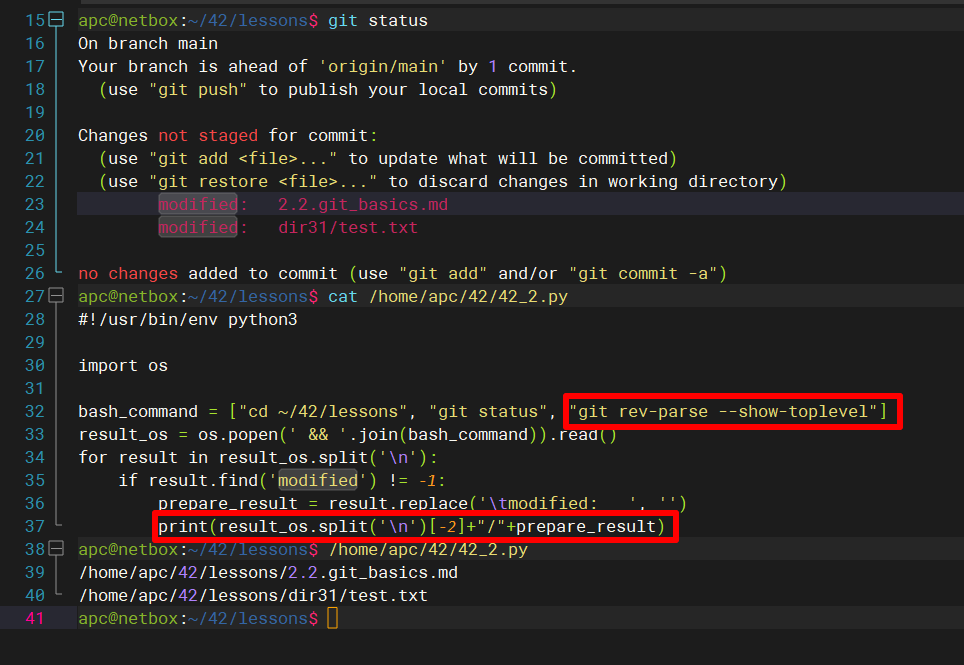 15 apc@netbox:~/42/lessons$ git status
16 On branch main
17 Your branch is ahead of 'origin/main' by 1 commit.
18   (use "git push" to publish your local commits)
19
20 Changes not staged for commit:
21   (use "git add <file>..." to update what will be committed)
22   (use "git restore <file>..." to discard changes in working directory)
23         modified:   2.2.git_basics.md
24         modified:   dir31/test.txt
25
26 no changes added to commit (use "git add" and/or "git commit -a")
27 apc@netbox:~/42/lessons$ cat /home/apc/42/42_2.py
28 #!/usr/bin/env python3
29
30 import os
31
32 bash_command = ["cd ~/42/lessons", "git status", "git rev-parse --show-toplevel"]
33 result_os = os.popen(' && '.join(bash_command)).read()
34 for result in result_os.split('\n'):
35     if result.find('modified') != -1:
36         prepare_result = result.replace('\tmodified:   ', '')
37         print(result_os.split('\n')[-2]+"/"+prepare_result)
38 apc@netbox:~/42/lessons$ /home/apc/42/42_2.py
39 /home/apc/42/lessons/2.2.git_basics.md
40 /home/apc/42/lessons/dir31/test.txt
41 apc@netbox:~/42/lessons$